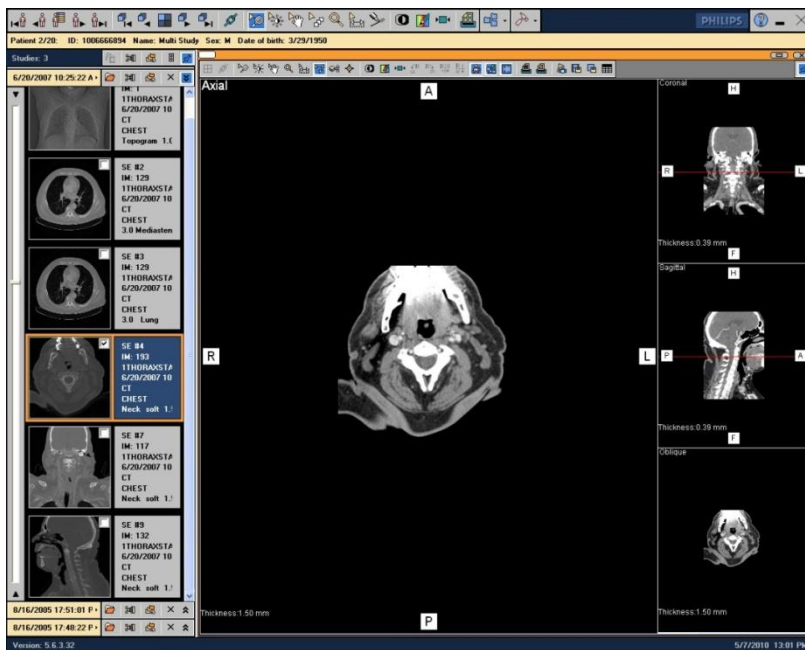 PHILIPS
Patient 2/20: ID: 1006666894 Name: Multi Study Sex: M Date of birth: 3/29/1950
Studies: 3
6/20/2007 10:25:22 A
IM: 1
1THORAXSTA
6/20/2007 10
CT
CHEST
Topogram 1.0
SE #2
IM: 129
1THORAXSTA
6/20/2007 10
CT
CHEST
3.0 Mediasten
SE #3
IM: 129
1THORAXSTA
6/20/2007 10
CT
CHEST
3.0 Lung
SE #4
IM: 193
1THORAXSTA
6/20/2007 10
CT
CHEST
Neck soft 1.5
SE #7
IM: 117
1THORAXSTA
6/20/2007 10
CT
CHEST
Neck soft 1.5
SE #9
IM: 132
1THORAXSTA
6/20/2007 10
CT
CHEST
Neck soft 1.5
8/16/2005 17:51:01 P
8/16/2005 17:48:22 P
Axial
A
R
L
P
Thickness:1.50 mm
Coronal
H
R
L
F
Thickness:0.39 mm
Sagittal
H
P
A
F
Thickness:0.39 mm
Oblique
Thickness:1.50 mm
Version: 5.6.3.32
5/7/2010 13:01 PM